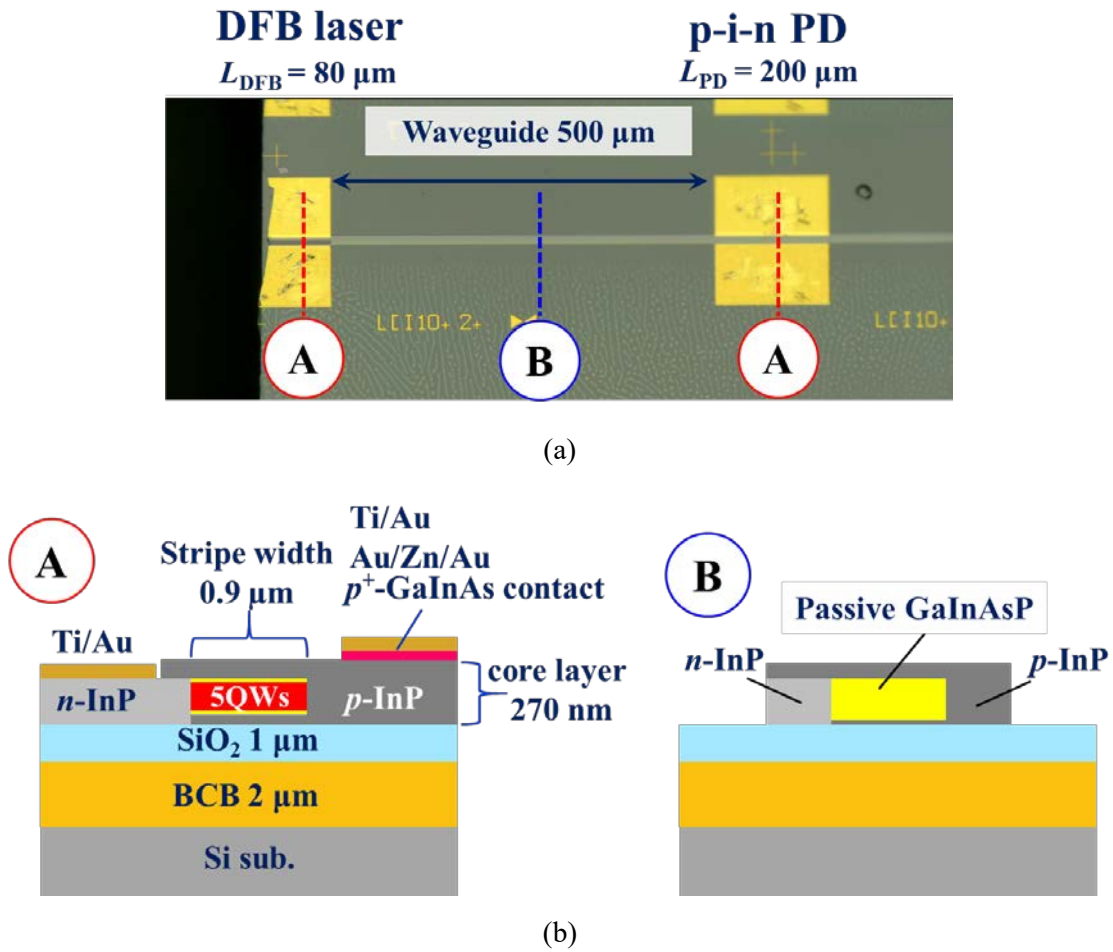 DFB laser
L_DFB = 80 μm
p-i-n PD
L_PD = 200 μm
Waveguide 500 μm
A
B
A
LCI10+ 2+
LCI10+
(a)
A
Stripe width
0.9 μm
Ti/Au
Au/Zn/Au
p⁺-GaInAs contact
Ti/Au
n-InP
5QWs
p-InP
core layer
270 nm
SiO₂ 1 μm
BCB 2 μm
Si sub.
B
Passive GaInAsP
n-InP
p-InP
(b)